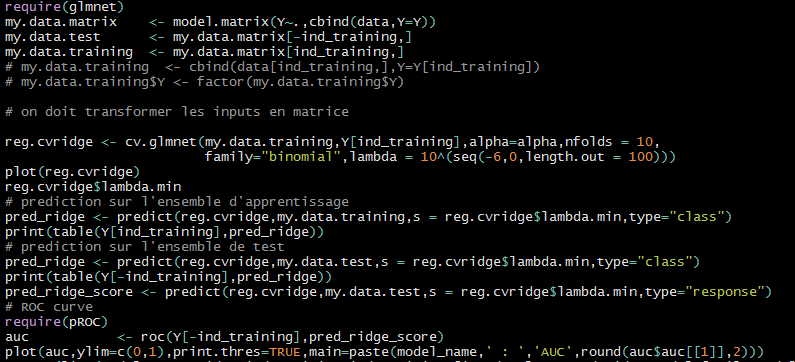 require(glmnet)
my.data.matrix    <- model.matrix(Y~.,cbind(data,Y=Y))
my.data.test      <- my.data.matrix[-ind_training,]
my.data.training  <- my.data.matrix[ind_training,]
# my.data.training  <- cbind(data[ind_training,],Y=Y[ind_training])
# my.data.training$Y <- factor(my.data.training$Y)
# on doit transformer les inputs en matrice
reg.cvridge <- cv.glmnet(my.data.training,Y[ind_training],alpha=alpha,nfolds = 10,
                         family="binomial",lambda = 10^(seq(-6,0,length.out = 100)))
plot(reg.cvridge)
reg.cvridge$lambda.min
# prediction sur l'ensemble d'apprentissage
pred_ridge <- predict(reg.cvridge,my.data.training,s = reg.cvridge$lambda.min,type="class")
print(table(Y[ind_training],pred_ridge))
# prediction sur l'ensemble de test
pred_ridge <- predict(reg.cvridge,my.data.test,s = reg.cvridge$lambda.min,type="class")
print(table(Y[-ind_training],pred_ridge))
pred_ridge_score <- predict(reg.cvridge,my.data.test,s = reg.cvridge$lambda.min,type="response")
# ROC curve
require(pROC)
auc           <- roc(Y[-ind_training],pred_ridge_score)
plot(auc,ylim=c(0,1),print.thres=TRUE,main=paste(model_name,' : ','AUC',round(auc$auc[[1]],2)))